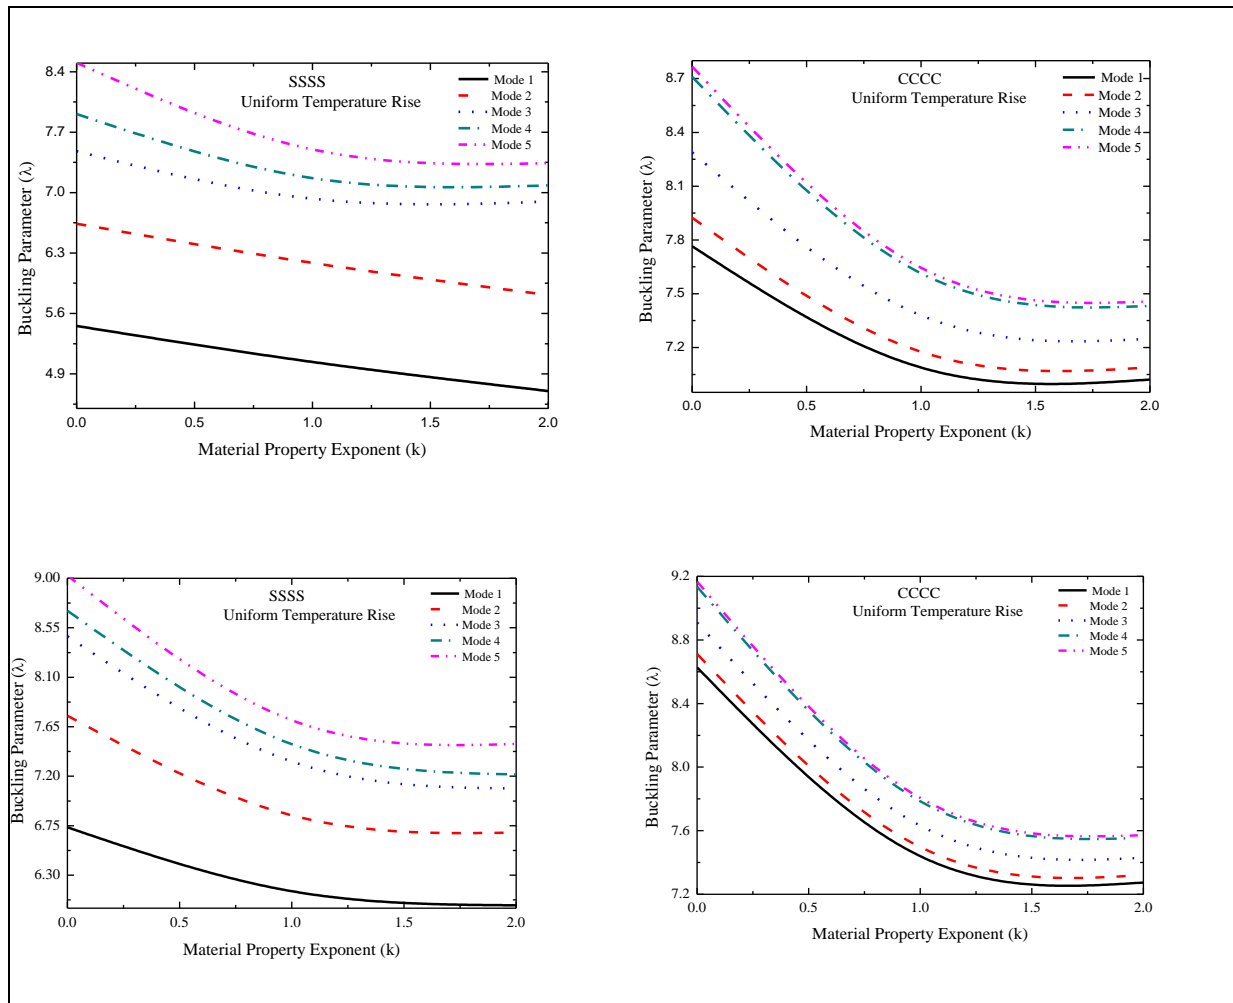 SSSS
Uniform Temperature Rise
Mode 1
Mode 2
Mode 3
Mode 4
Mode 5
8.4
7.7
7.0
6.3
5.6
4.9
Buckling Parameter (λ)
0.0 0.5 1.0 1.5 2.0
Material Property Exponent (k)
CCCC
Uniform Temperature Rise
Mode 1
Mode 2
Mode 3
Mode 4
Mode 5
8.7
8.4
8.1
7.8
7.5
7.2
Buckling Parameter (λ)
0.0 0.5 1.0 1.5 2.0
Material Property Exponent (k)
SSSS
Uniform Temperature Rise
Mode 1
Mode 2
Mode 3
Mode 4
Mode 5
9.00
8.55
8.10
7.65
7.20
6.75
6.30
Buckling Parameter (λ)
0.0 0.5 1.0 1.5 2.0
Material Property Exponent (k)
CCCC
Uniform Temperature Rise
Mode 1
Mode 2
Mode 3
Mode 4
Mode 5
9.2
8.8
8.4
8.0
7.6
7.2
Buckling Parameter (λ)
0.0 0.5 1.0 1.5 2.0
Material Property Exponent (k)